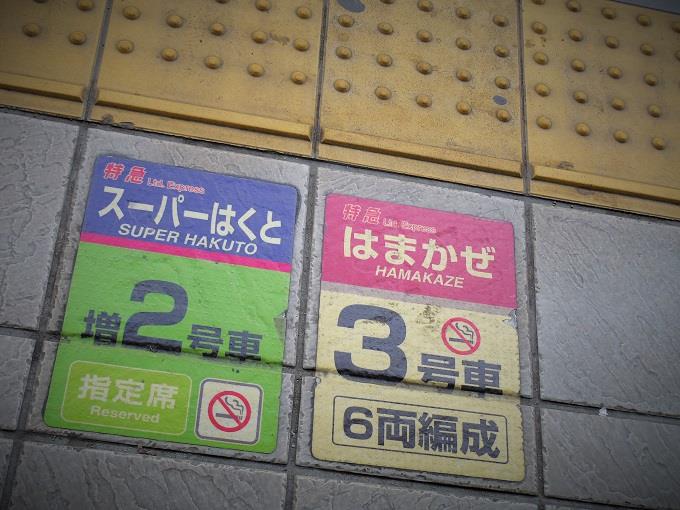 特急 Ltd. Express
スーパーはくと
SUPER HAKUTO
増2号車
指定席
Reserved
特急 Ltd. Express
はまかぜ
HAMAKAZE
3号車
6両編成